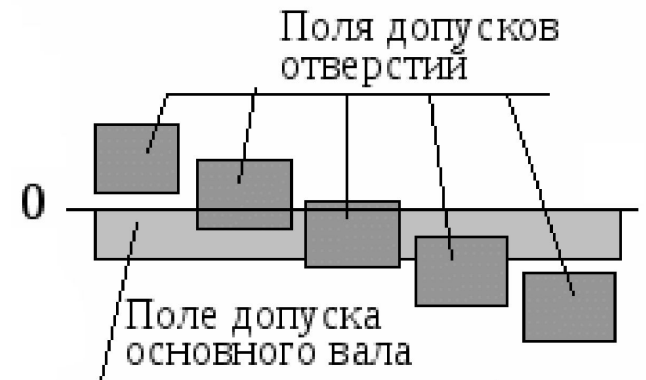 Поля допусков
отверстий
0
Поле допуска
основного вала